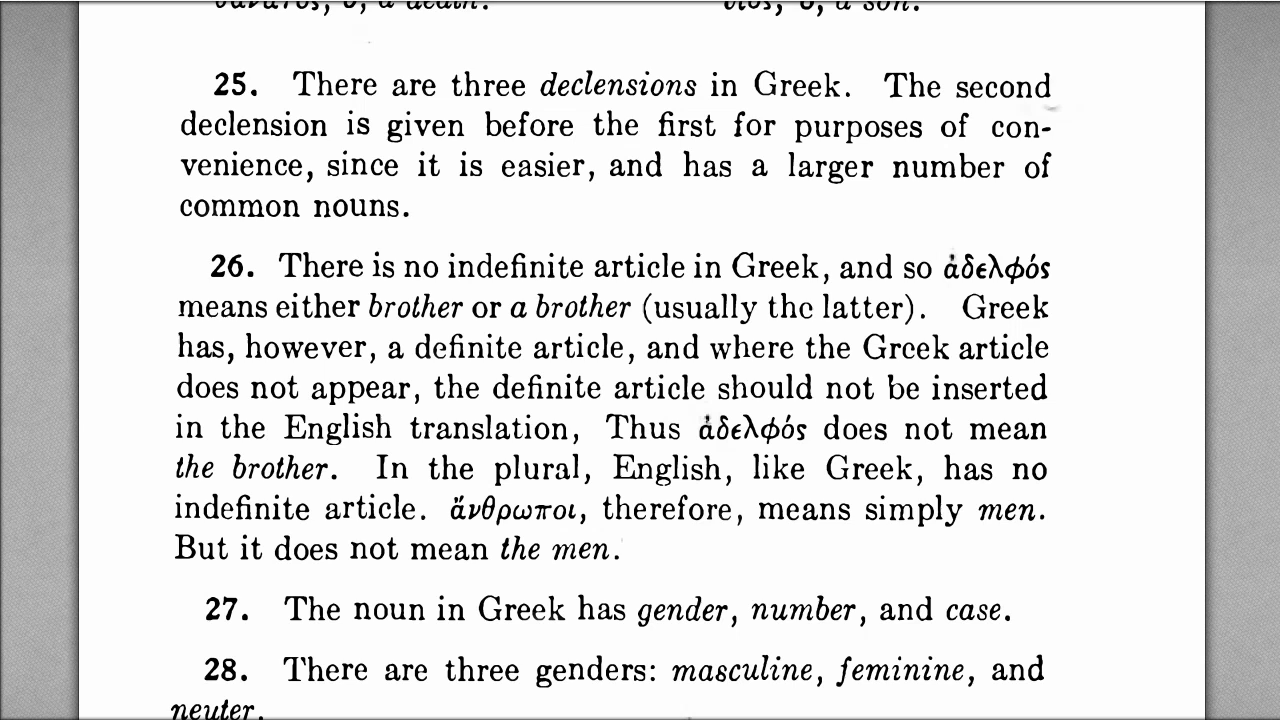 θάνατος, ὁ, a death.    υἱός, ὁ, a son.
25. There are three declensions in Greek. The second
declension is given before the first for purposes of con-
venience, since it is easier, and has a larger number of
common nouns.
26. There is no indefinite article in Greek, and so ἀδελφός
means either brother or a brother (usually the latter). Greek
has, however, a definite article, and where the Greek article
does not appear, the definite article should not be inserted
in the English translation, Thus ἀδελφός does not mean
the brother. In the plural, English, like Greek, has no
indefinite article. ἄνθρωποι, therefore, means simply men.
But it does not mean the men.
27. The noun in Greek has gender, number, and case.
28. There are three genders: masculine, feminine, and
neuter.